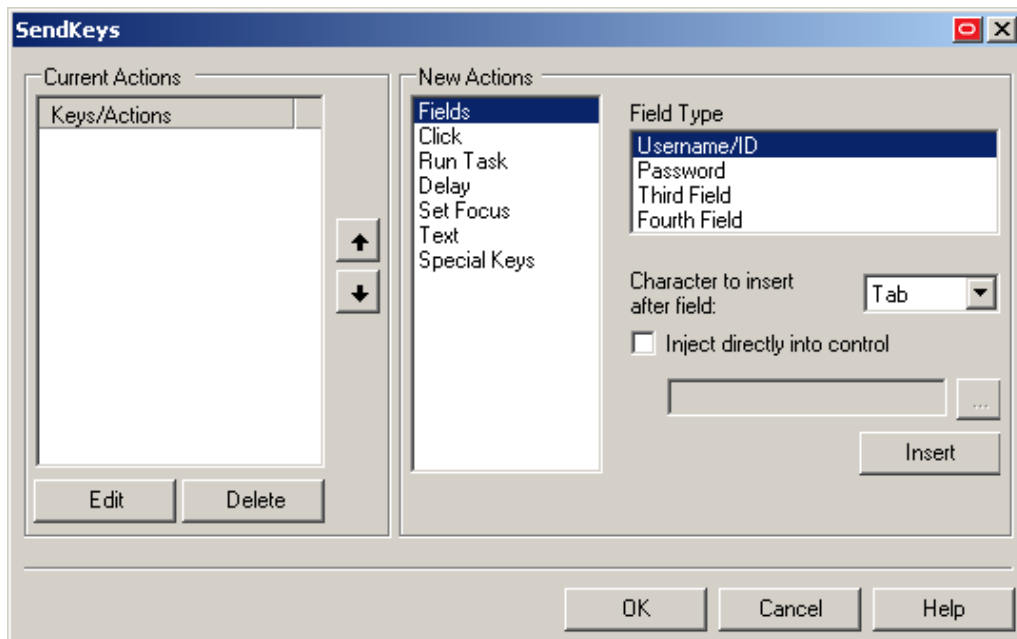 SendKeys
Current Actions
Keys/Actions
Edit
Delete
New Actions
Fields
Click
Run Task
Delay
Set Focus
Text
Special Keys
Field Type
Username/ID
Password
Third Field
Fourth Field
Character to insert
after field:
Tab
Inject directly into control
...
Insert
OK
Cancel
Help